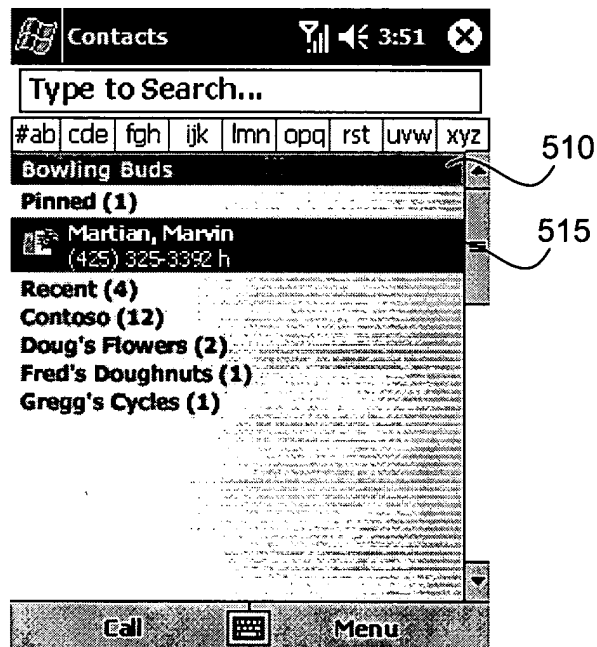 Contacts 3:51
Type to Search...
#ab cde fgh ijk lmn opq rst uvw xyz
Bowling Buds
510
Pinned (1)
Martian, Marvin
515
(425) 325-3392 h
Recent (4)
Contoso (12)
Doug's Flowers (2)
Fred's Doughnuts (1)
Gregg's Cycles (1)
Call Menu